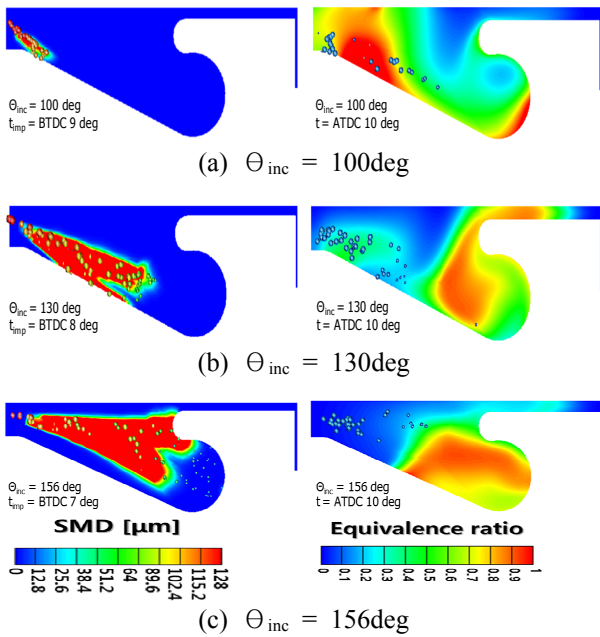 Θinc = 100 deg
timp = BTDC 9 deg
Θinc = 100 deg
t = ATDC 10 deg
(a) Θ inc = 100deg
Θinc = 130 deg
timp = BTDC 8 deg
Θinc = 130 deg
t = ATDC 10 deg
(b) Θ inc = 130deg
Θinc = 156 deg
timp = BTDC 7 deg
Θinc = 156 deg
t = ATDC 10 deg
SMD [µm]
0 12.8 25.6 38.4 51.2 64 89.6 102.4 115.2 128
Equivalence ratio
0 0.1 0.2 0.3 0.4 0.5 0.6 0.7 0.8 0.9 1
(c) Θ inc = 156deg